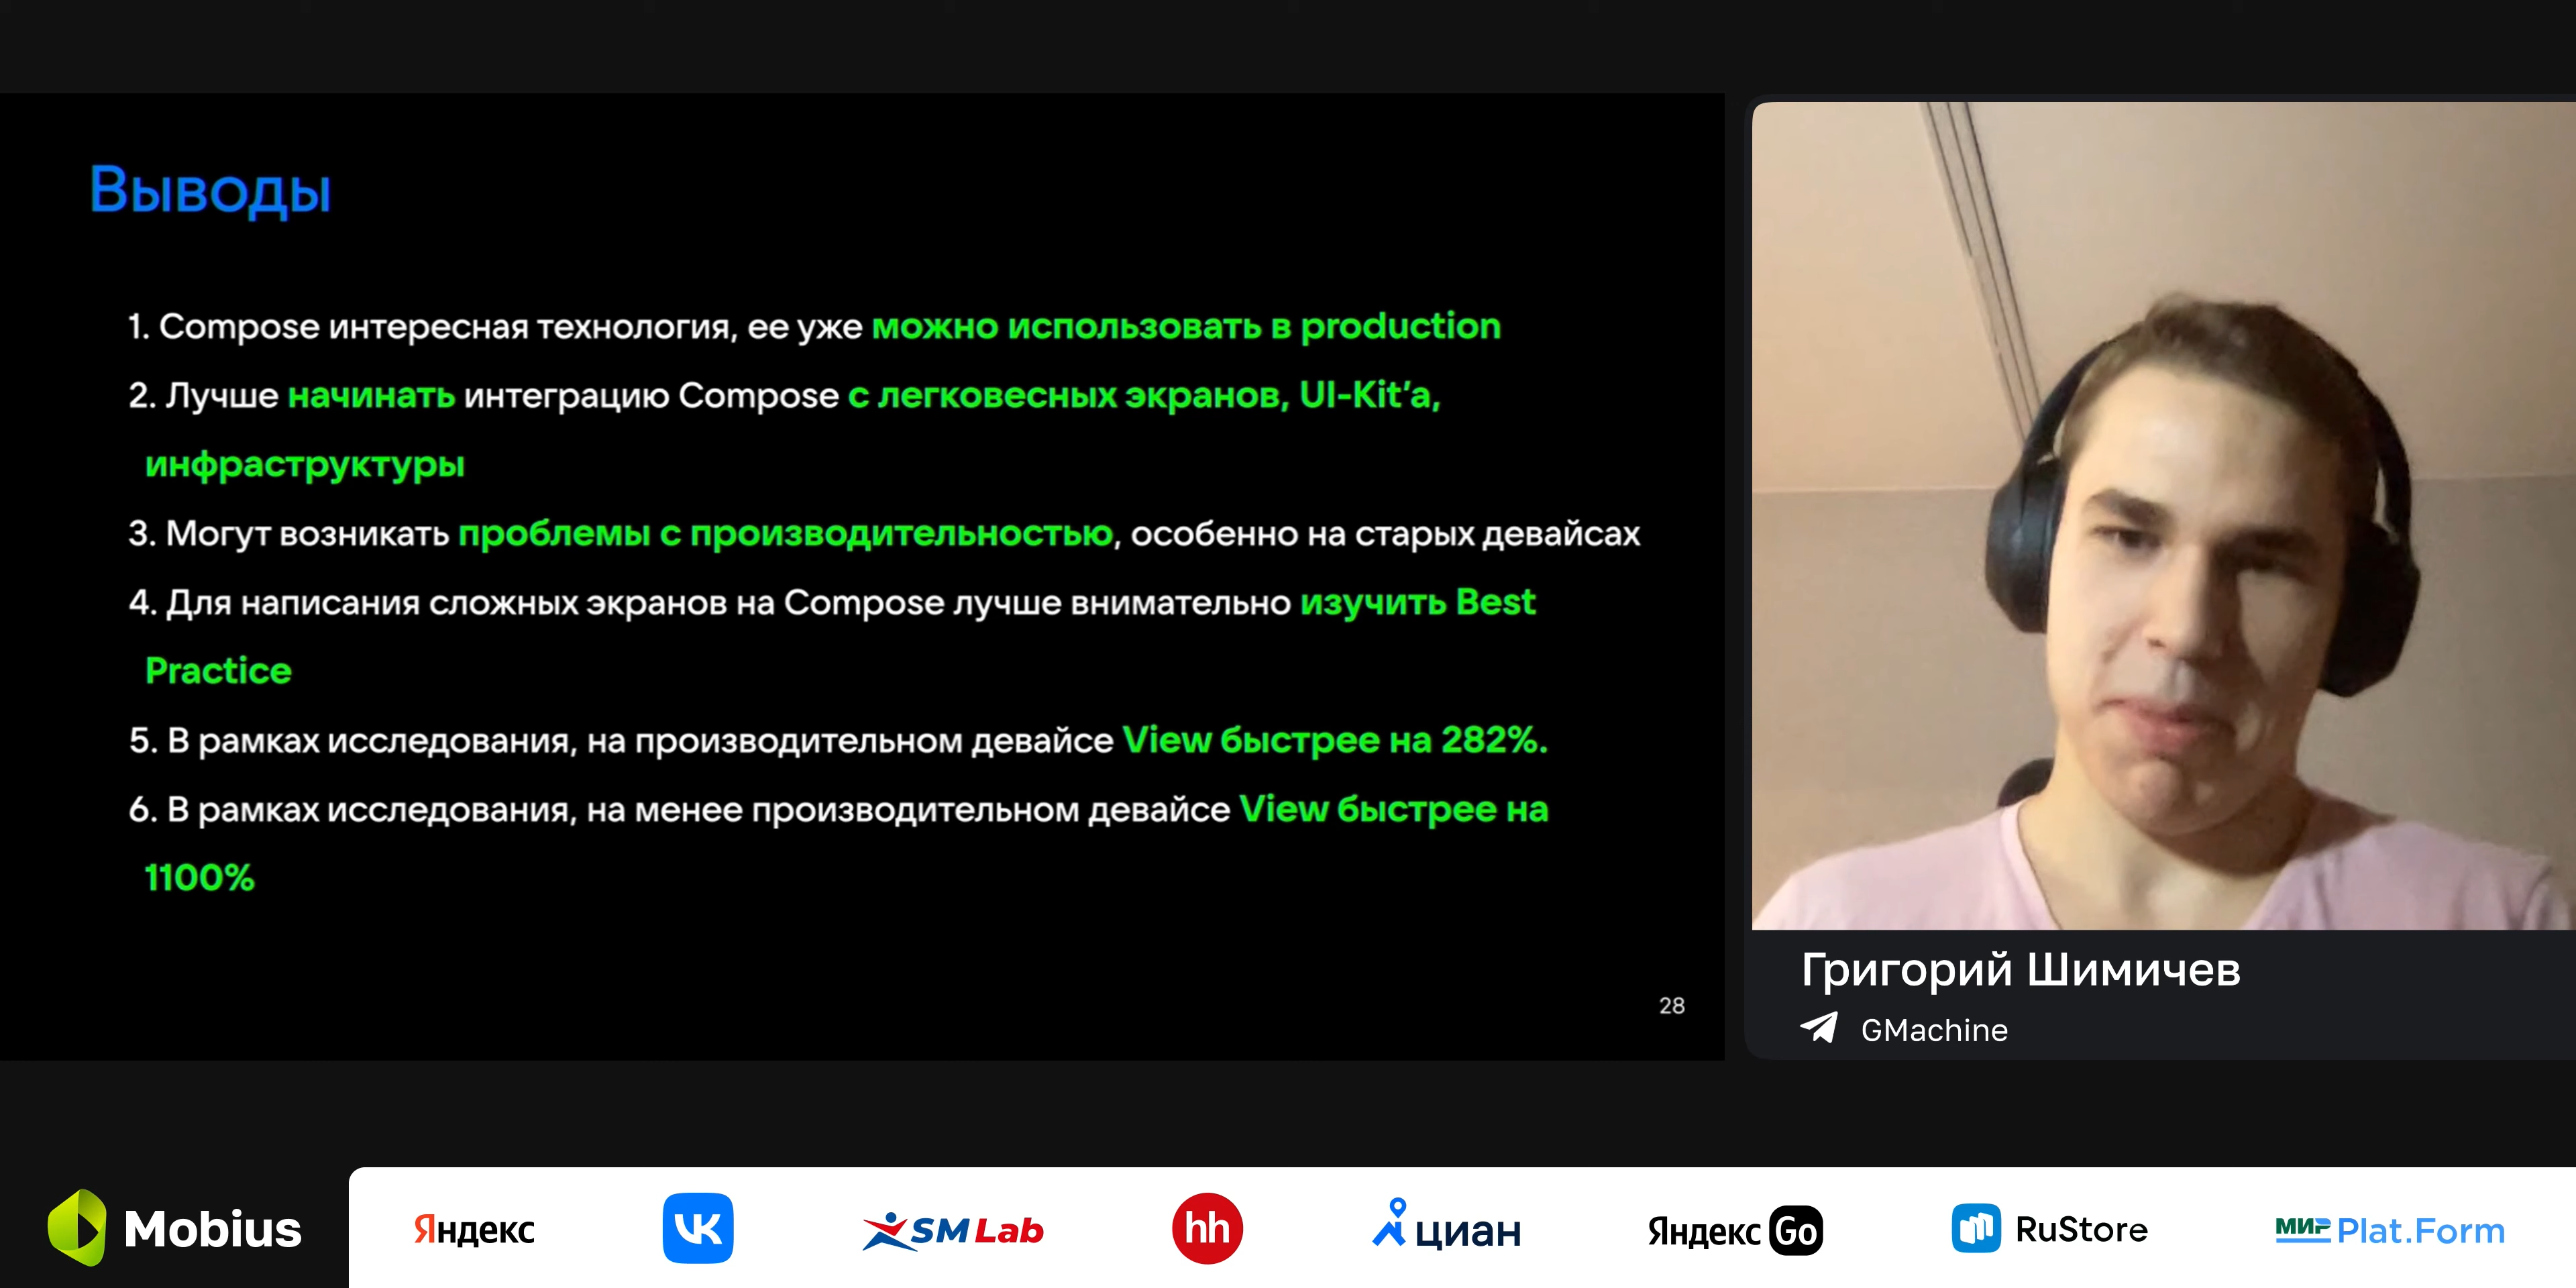 Выводы
1. Compose интересная технология, ее уже можно использовать в production
2. Лучше начинать интеграцию Compose с легковесных экранов, UI-Kit’а,
инфраструктуры
3. Могут возникать проблемы с производительностью, особенно на старых девайсах
4. Для написания сложных экранов на Compose лучше внимательно изучить Best
Practice
5. В рамках исследования, на производительном девайсе View быстрее на 282%.
6. В рамках исследования, на менее производительном девайсе View быстрее на
1100%
28
Григорий Шимичев
GMachine
Mobius
Яндекс
VK
SM Lab
hh
циан
Яндекс Go
RuStore
МИР Plat.Form